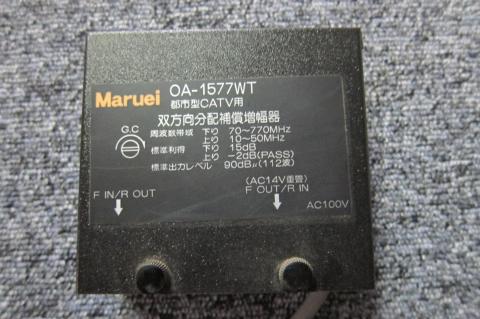 Maruei OA-1577WT
都市型CATV用
双方向分配補償増幅器
G.C
周波数帯域 下り 70~770MHz
上り 10~50MHz
標準利得 下り 15dB
上り -2dB(PASS)
標準出力レベル 90dBμ(112波)
(AC14V重畳)
F IN/R OUT F OUT/R IN
AC100V